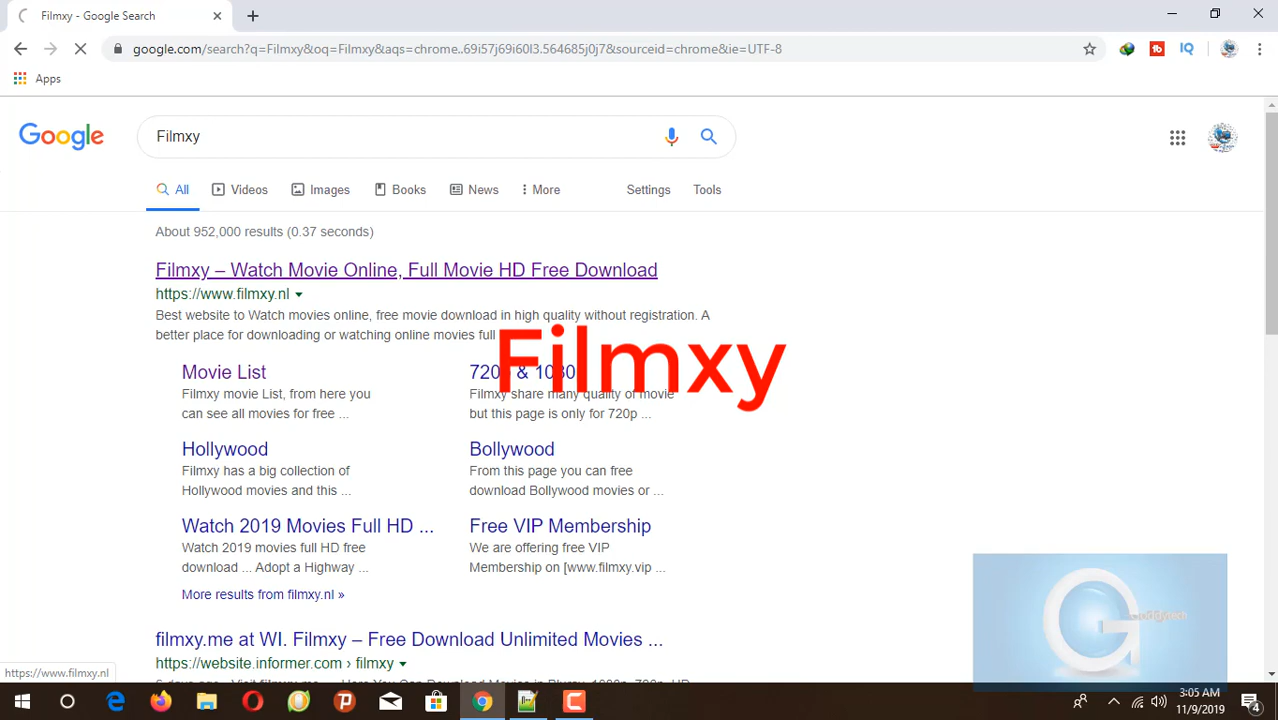 Filmxy - Google Search
google.com/search?q=Filmxy&oq=Filmxy&aqs=chrome..69i57j69i60l3.564685j0j7&sourceid=chrome&ie=UTF-8
Apps
Google
Filmxy
All Videos Images Books News More Settings Tools
About 952,000 results (0.37 seconds)
Filmxy – Watch Movie Online, Full Movie HD Free Download
https://www.filmxy.nl
Best website to Watch movies online, free movie download in high quality without registration. A
better place for downloading or watching online movies full
Filmxy
Movie List
Filmxy movie List, from here you
can see all movies for free ...
720p & 1080
Filmxy share many quality of movie
but this page is only for 720p ...
Hollywood
Filmxy has a big collection of
Hollywood movies and this ...
Bollywood
From this page you can free
download Bollywood movies or ...
Watch 2019 Movies Full HD ...
Watch 2019 movies full HD free
download ... Adopt a Highway ...
Free VIP Membership
We are offering free VIP
Membership on [www.filmxy.vip ...
More results from filmxy.nl »
filmxy.me at WI. Filmxy – Free Download Unlimited Movies ...
https://website.informer.com › filmxy
https://www.filmxy.nl
3:05 AM
11/9/2019
4